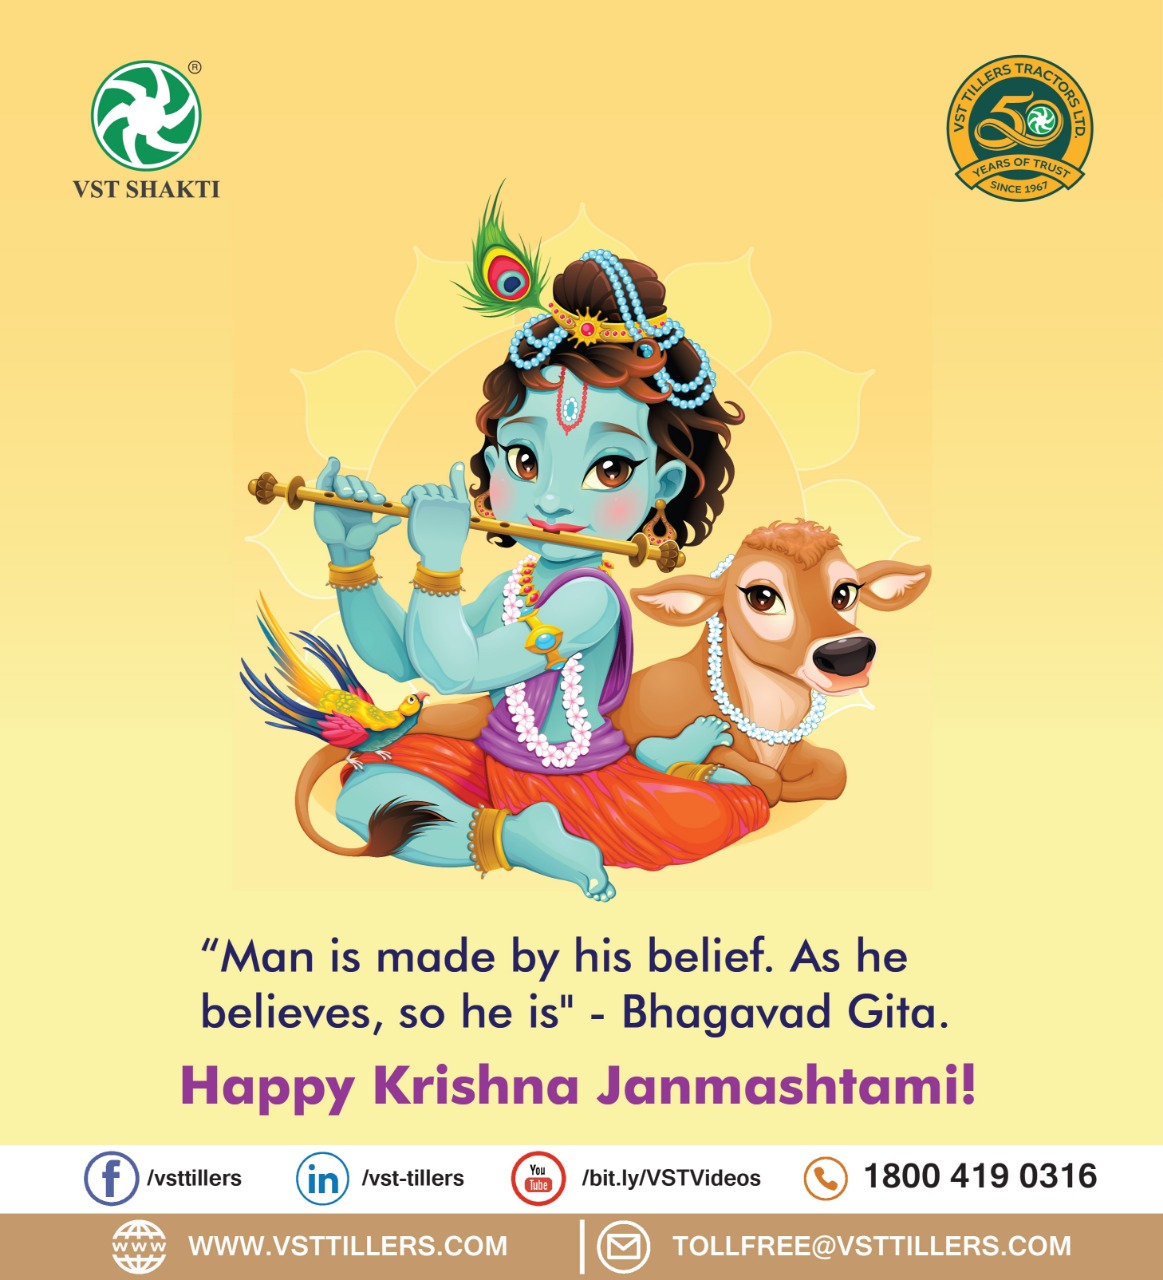 ®
VST SHAKTI
VST TILLERS TRACTORS LTD.
50
YEARS OF TRUST
SINCE 1967
“Man is made by his belief. As he
believes, so he is" - Bhagavad Gita.
Happy Krishna Janmashtami!
f /vsttillers in /vst-tillers You Tube /bit.ly/VSTVideos 1800 419 0316
www WWW.VSTTILLERS.COM | TOLLFREE@VSTTILLERS.COM